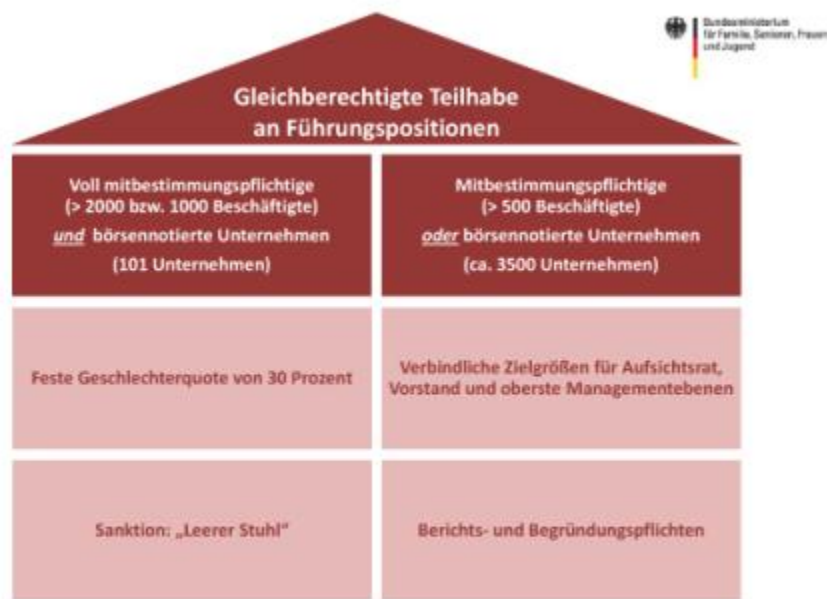 Bundesministerium
für Familie, Senioren, Frauen
und Jugend
Gleichberechtigte Teilhabe
an Führungspositionen
Voll mitbestimmungspflichtige
(> 2000 bzw. 1000 Beschäftigte)
und börsennotierte Unternehmen
(101 Unternehmen)
Mitbestimmungspflichtige
(> 500 Beschäftigte)
oder börsennotierte Unternehmen
(ca. 3500 Unternehmen)
Feste Geschlechterquote von 30 Prozent
Verbindliche Zielgrößen für Aufsichtsrat,
Vorstand und oberste Managementebenen
Sanktion: „Leerer Stuhl“
Berichts- und Begründungspflichten